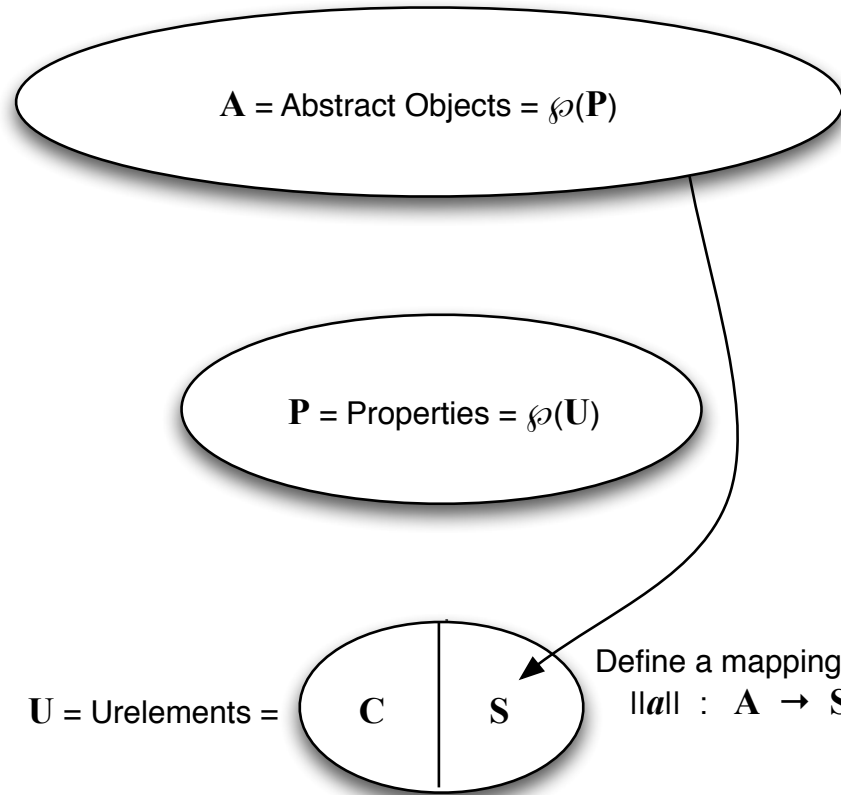 A = Abstract Objects = ℘(P)
P = Properties = ℘(U)
U = Urelements =
C
S
Define a mapping
||a|| : A → S